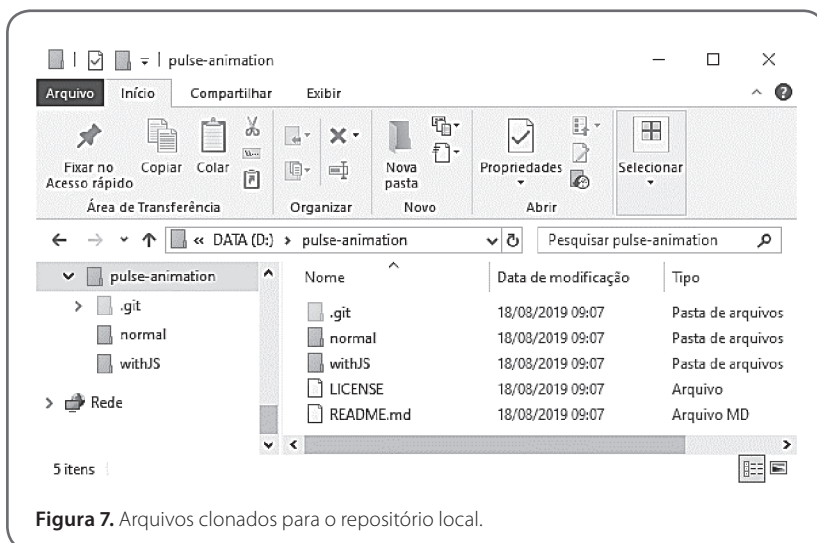 pulse-animation
Arquivo Início Compartilhar Exibir
Fixar no Acesso rápido
Copiar
Colar
Nova pasta
Propriedades
Selecionar
Área de Transferência Organizar Novo Abrir
« DATA (D:) › pulse-animation
Pesquisar pulse-animation
pulse-animation
.git
normal
withJS
Rede
Nome Data de modificação Tipo
.git 18/08/2019 09:07 Pasta de arquivos
normal 18/08/2019 09:07 Pasta de arquivos
withJS 18/08/2019 09:07 Pasta de arquivos
LICENSE 18/08/2019 09:07 Arquivo
README.md 18/08/2019 09:07 Arquivo MD
5 itens
Figura 7. Arquivos clonados para o repositório local.